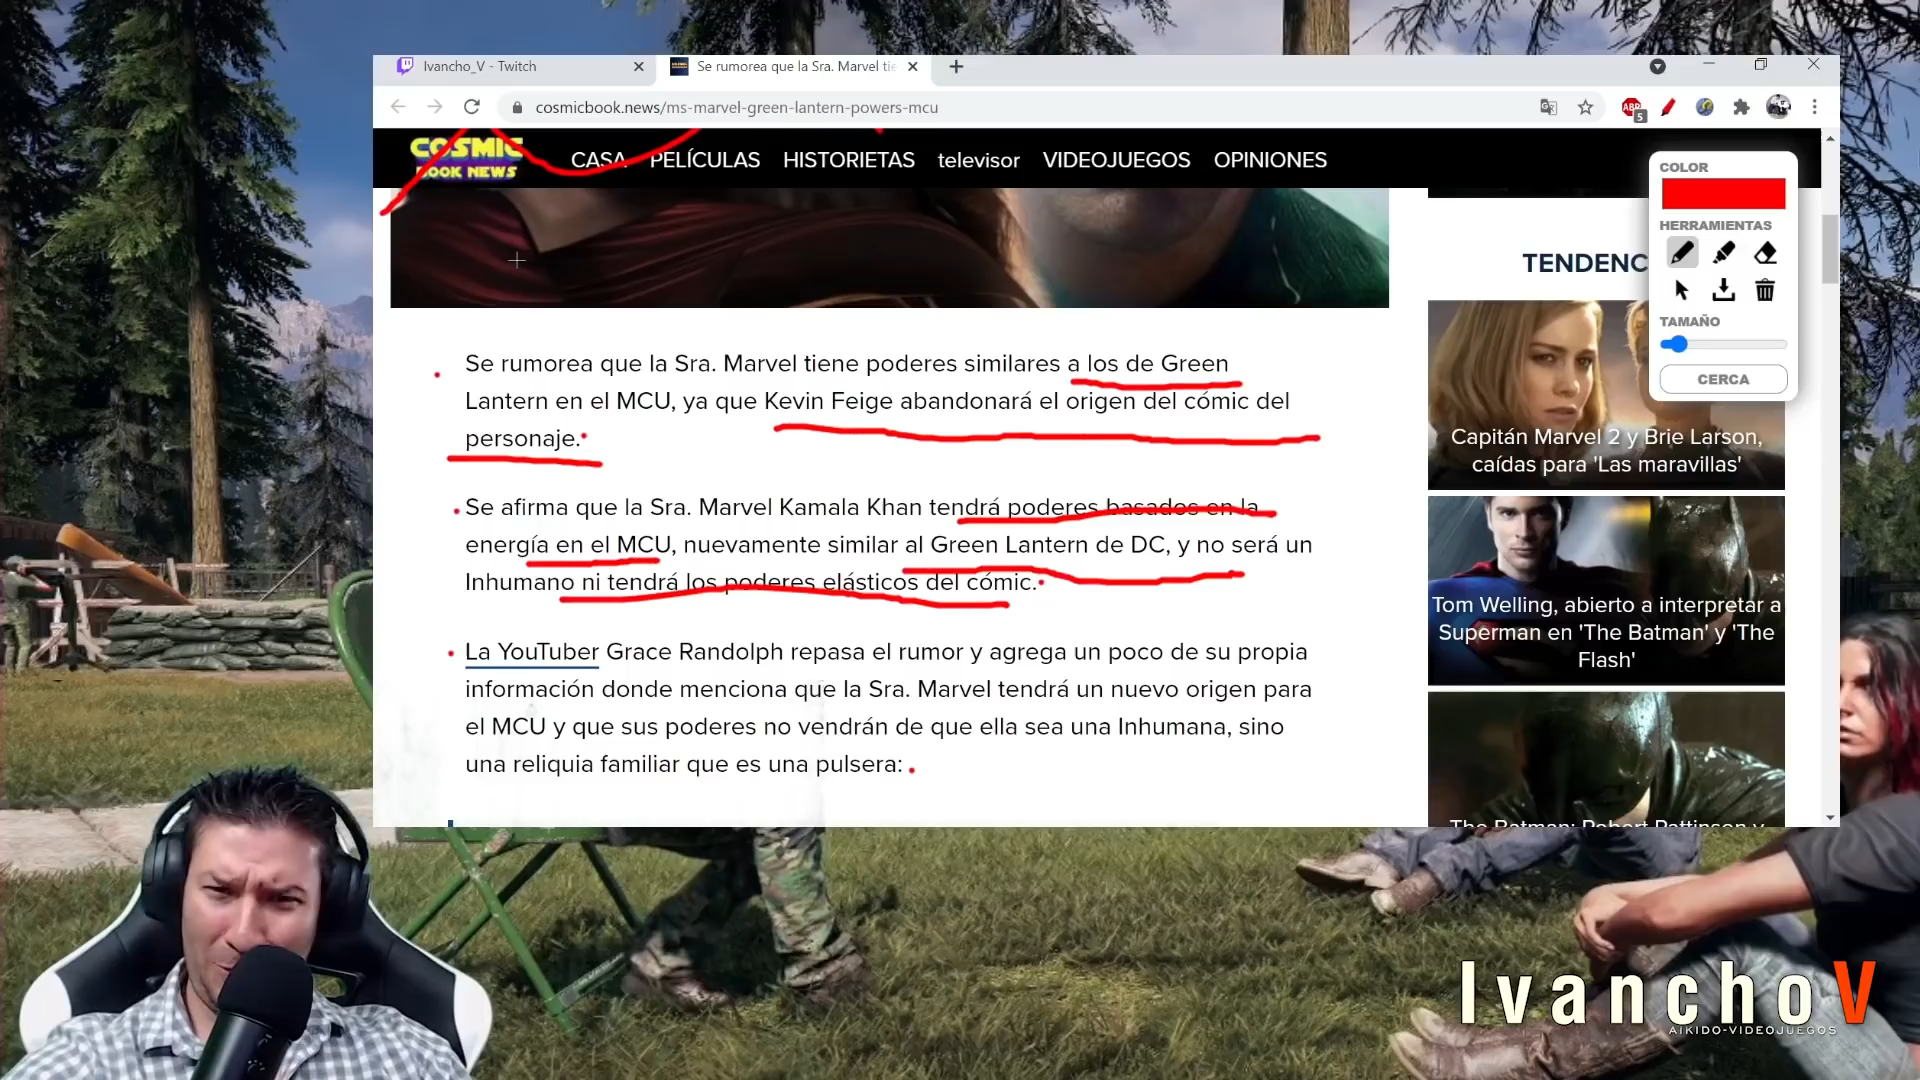 Ivancho_V - Twitch
Se rumorea que la Sra. Marvel tie
cosmicbook.news/ms-marvel-green-lantern-powers-mcu
ABP
5
COSMIC
BOOK NEWS
CASA PELÍCULAS HISTORIETAS televisor VIDEOJUEGOS OPINIONES
COLOR
HERRAMIENTAS
TAMAÑO
CERCA
Se rumorea que la Sra. Marvel tiene poderes similares a los de Green
Lantern en el MCU, ya que Kevin Feige abandonará el origen del cómic del
personaje.
Se afirma que la Sra. Marvel Kamala Khan tendrá poderes basados en la
energía en el MCU, nuevamente similar al Green Lantern de DC, y no será un
Inhumano ni tendrá los poderes elásticos del cómic.
La YouTuber Grace Randolph repasa el rumor y agrega un poco de su propia
información donde menciona que la Sra. Marvel tendrá un nuevo origen para
el MCU y que sus poderes no vendrán de que ella sea una Inhumana, sino
una reliquia familiar que es una pulsera:
TENDENC
Capitán Marvel 2 y Brie Larson,
caídas para 'Las maravillas'
Tom Welling, abierto a interpretar a
Superman en 'The Batman' y 'The
Flash'
The Batman: Robert Pattinson y
IvanchoV
AIKIDO-VIDEOJUEGOS